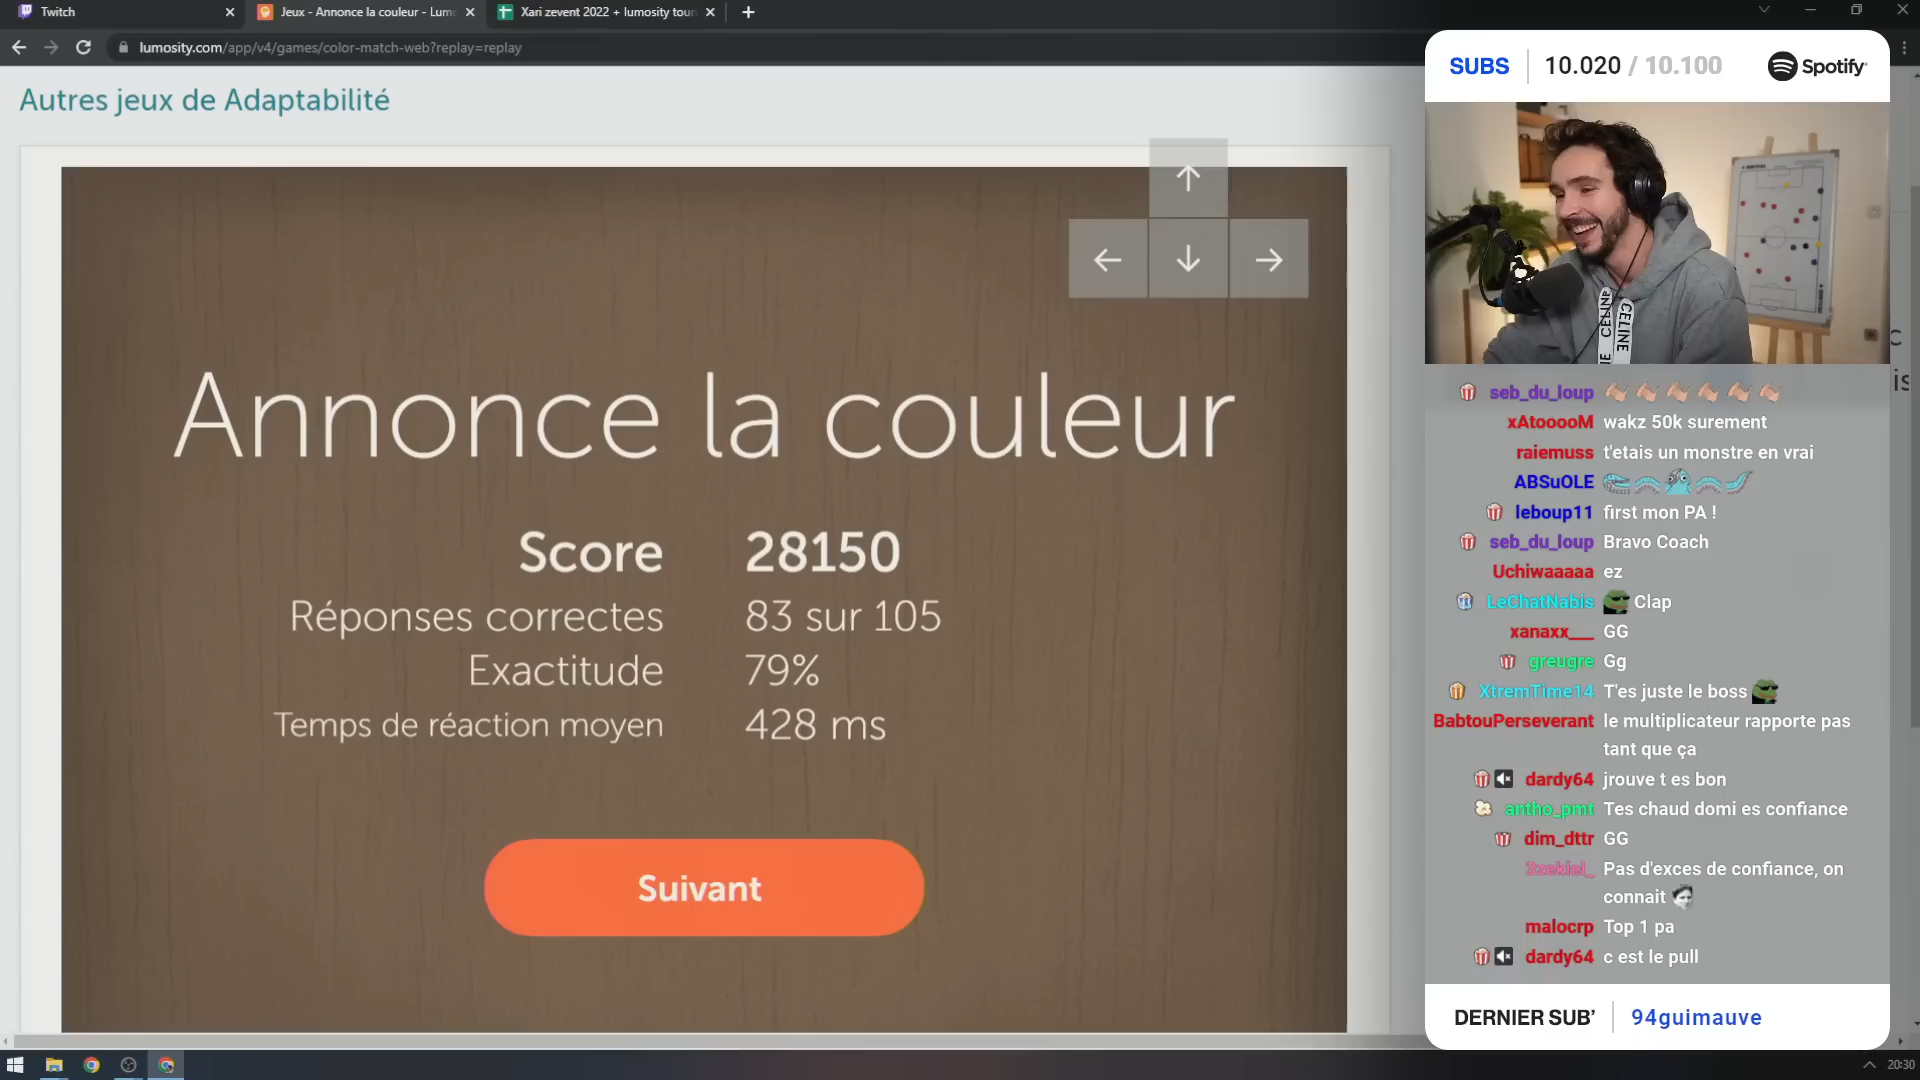 Twitch
Jeux - Annonce la couleur - Lumo
Xari zevent 2022 + lumosity tour
lumosity.com/app/v4/games/color-match-web?replay=replay
Autres jeux de Adaptabilité
Annonce la couleur
Score 28150
Réponses correctes 83 sur 105
Exactitude 79%
Temps de réaction moyen 428 ms
Suivant
SUBS 10.020 / 10.100 Spotify
CELINE
CELINE
seb_du_loup
xAtooooM wakz 50k surement
raiemuss t'etais un monstre en vrai
ABSuOLE
leboup11 first mon PA !
seb_du_loup Bravo Coach
Uchiwaaaaa ez
LeChatNabis Clap
xanaxx___ GG
greugre Gg
XtremTime14 T'es juste le boss
BabtouPerseverant le multiplicateur rapporte pas
tant que ça
dardy64 jrouve t es bon
antho_pmt Tes chaud domi es confiance
dim_dttr GG
3zekiel_ Pas d'exces de confiance, on
connait
malocrp Top 1 pa
dardy64 c est le pull
DERNIER SUB' 94guimauve
20:30